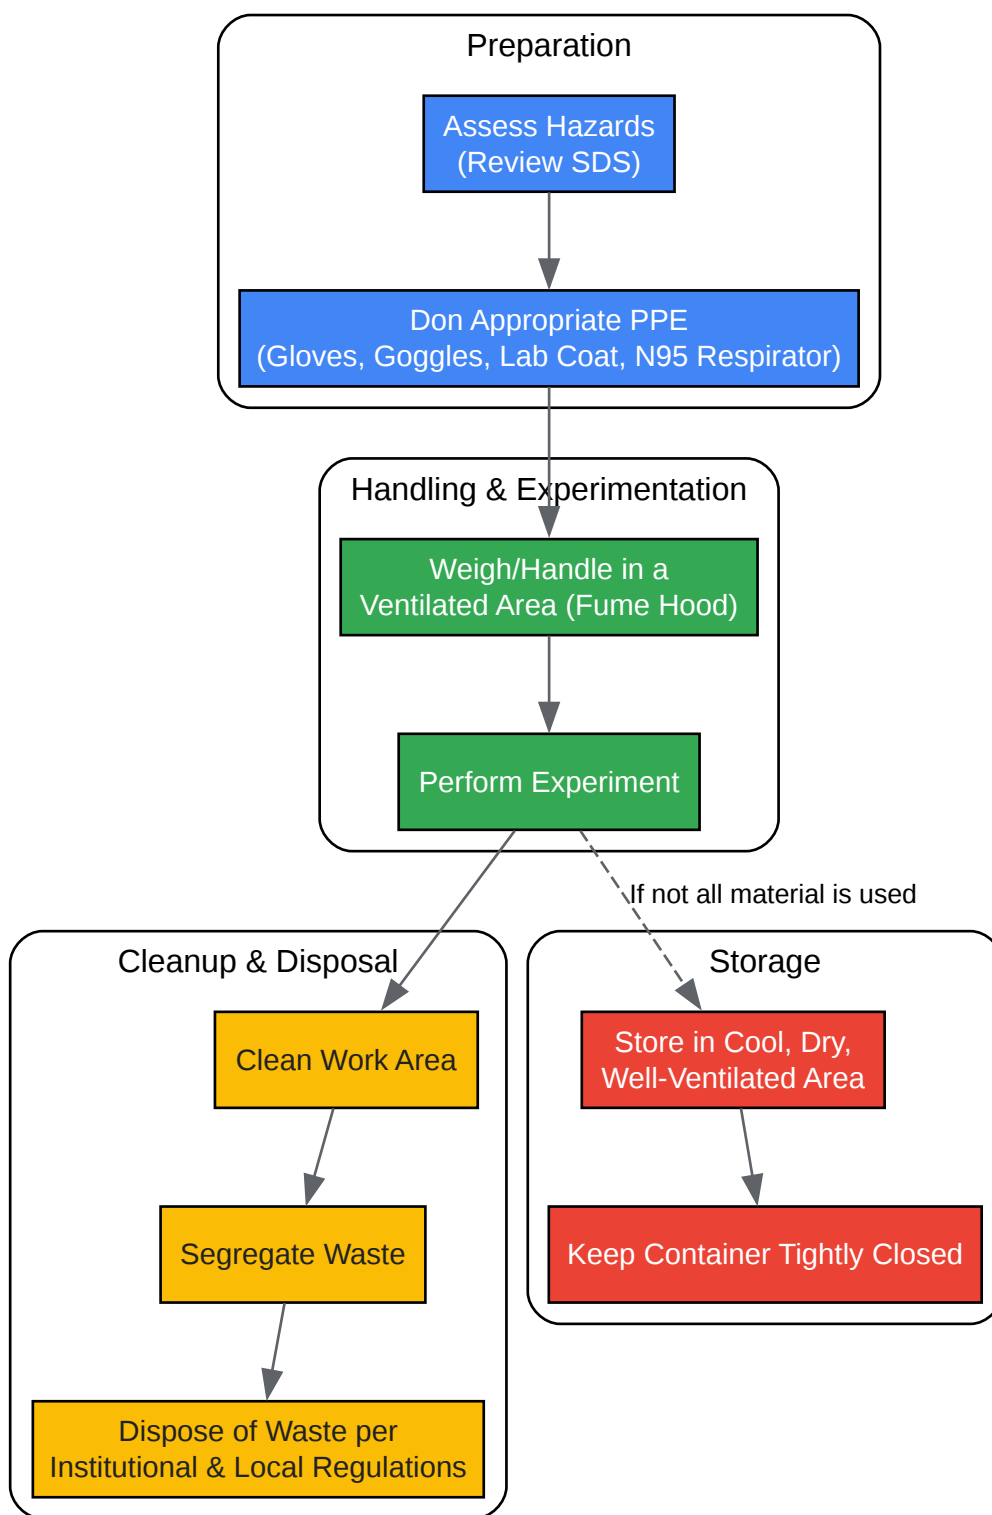 Preparation
Assess Hazards
(Review SDS)
Don Appropriate PPE
(Gloves, Goggles, Lab Coat, N95 Respirator)
Handling & Experimentation
Weigh/Handle in a
Ventilated Area (Fume Hood)
Perform Experiment
If not all material is used
Cleanup & Disposal
Clean Work Area
Segregate Waste
Dispose of Waste per
Institutional & Local Regulations
Storage
Store in Cool, Dry,
Well-Ventilated Area
Keep Container Tightly Closed